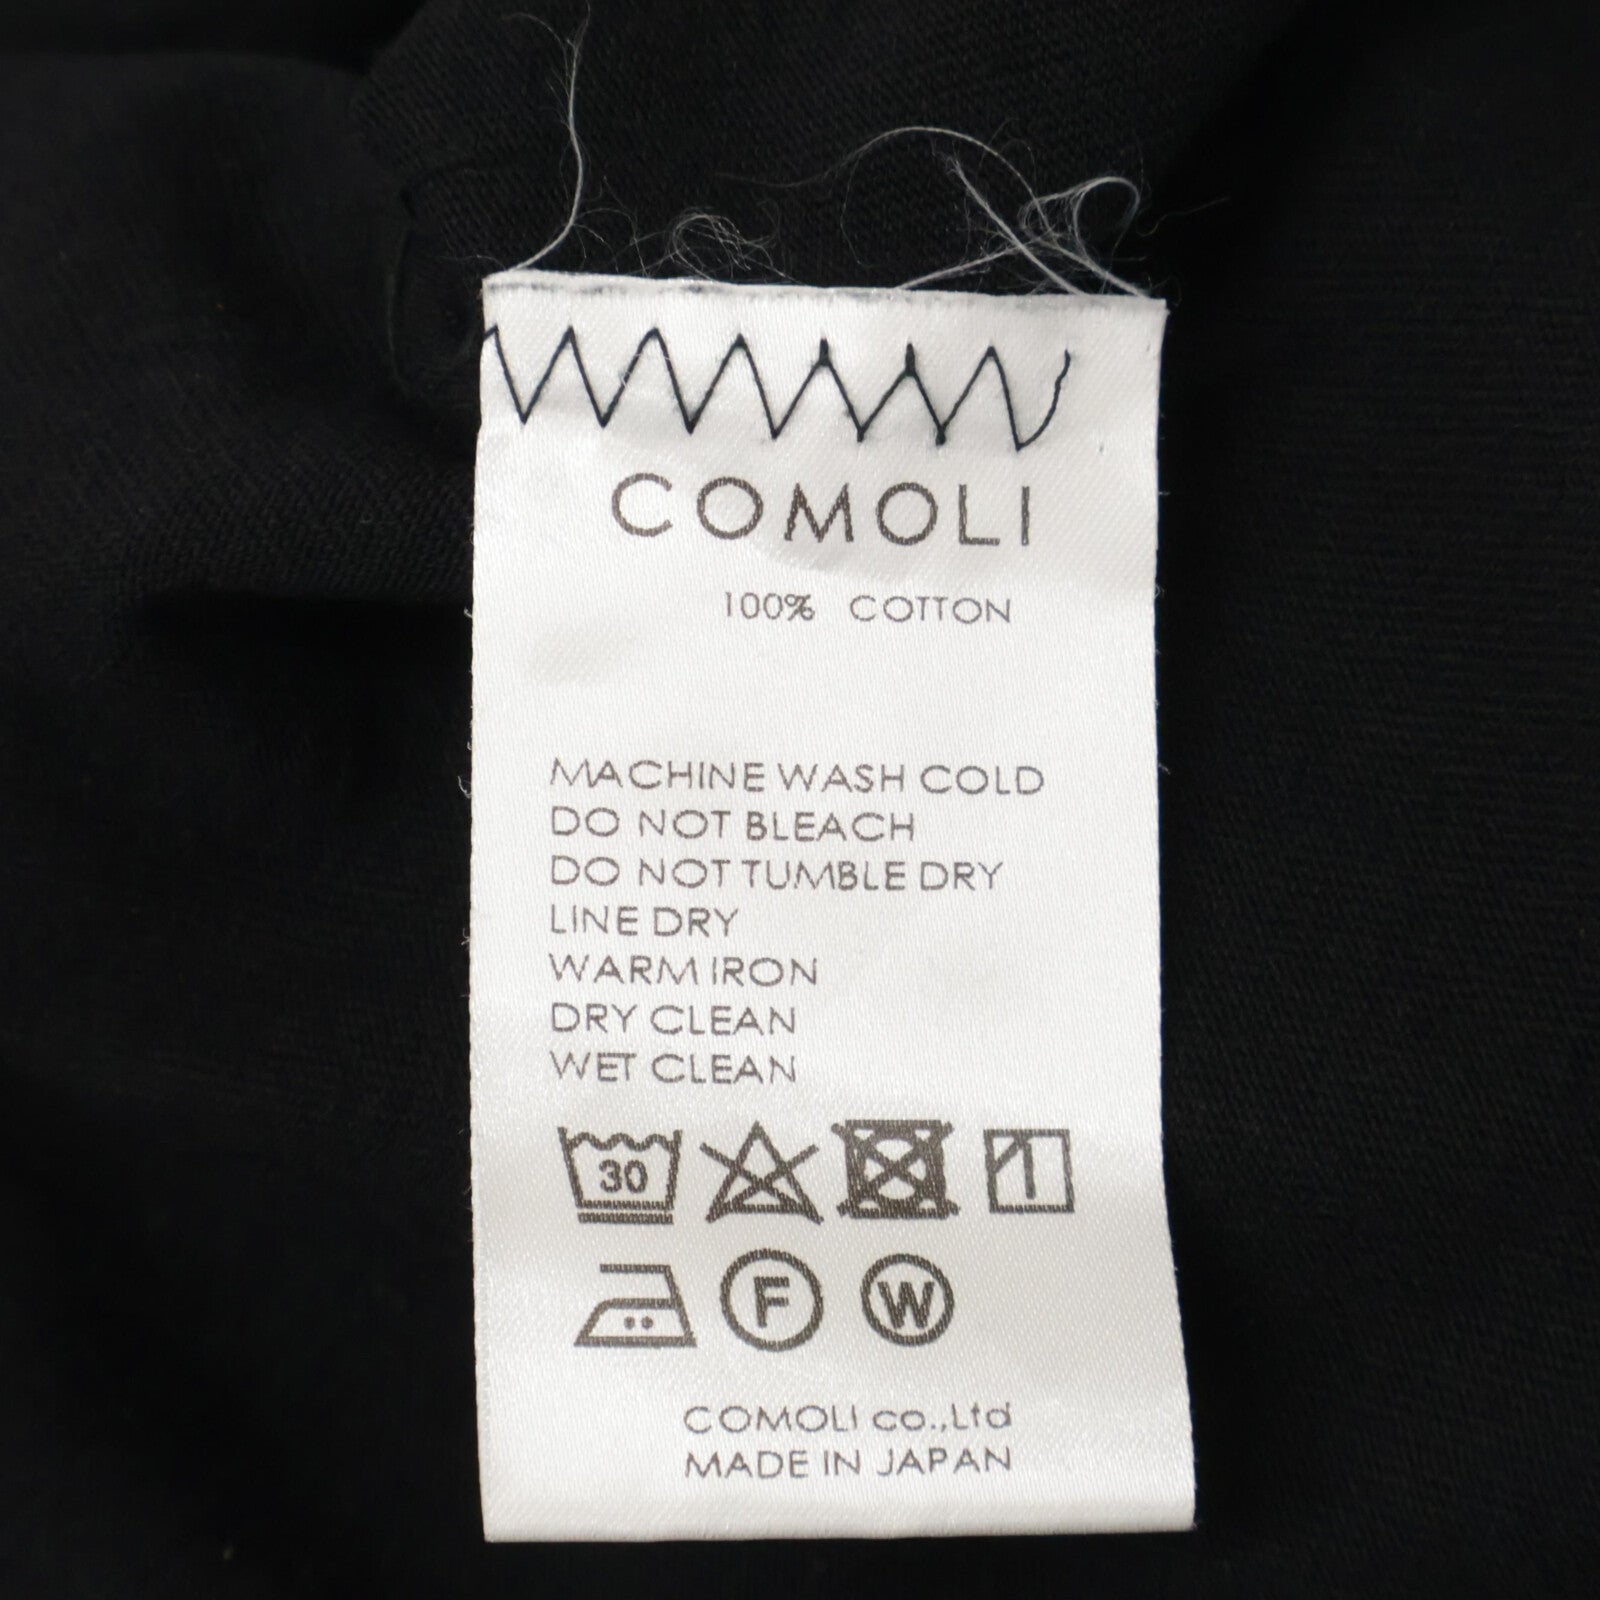 COMOLI
100% COTTON
MACHINE WASH COLD
DO NOT BLEACH
DO NOT TUMBLE DRY
LINE DRY
WARM IRON
DRY CLEAN
WET CLEAN
30
F W
COMOLI co.,Ltd
MADE IN JAPAN